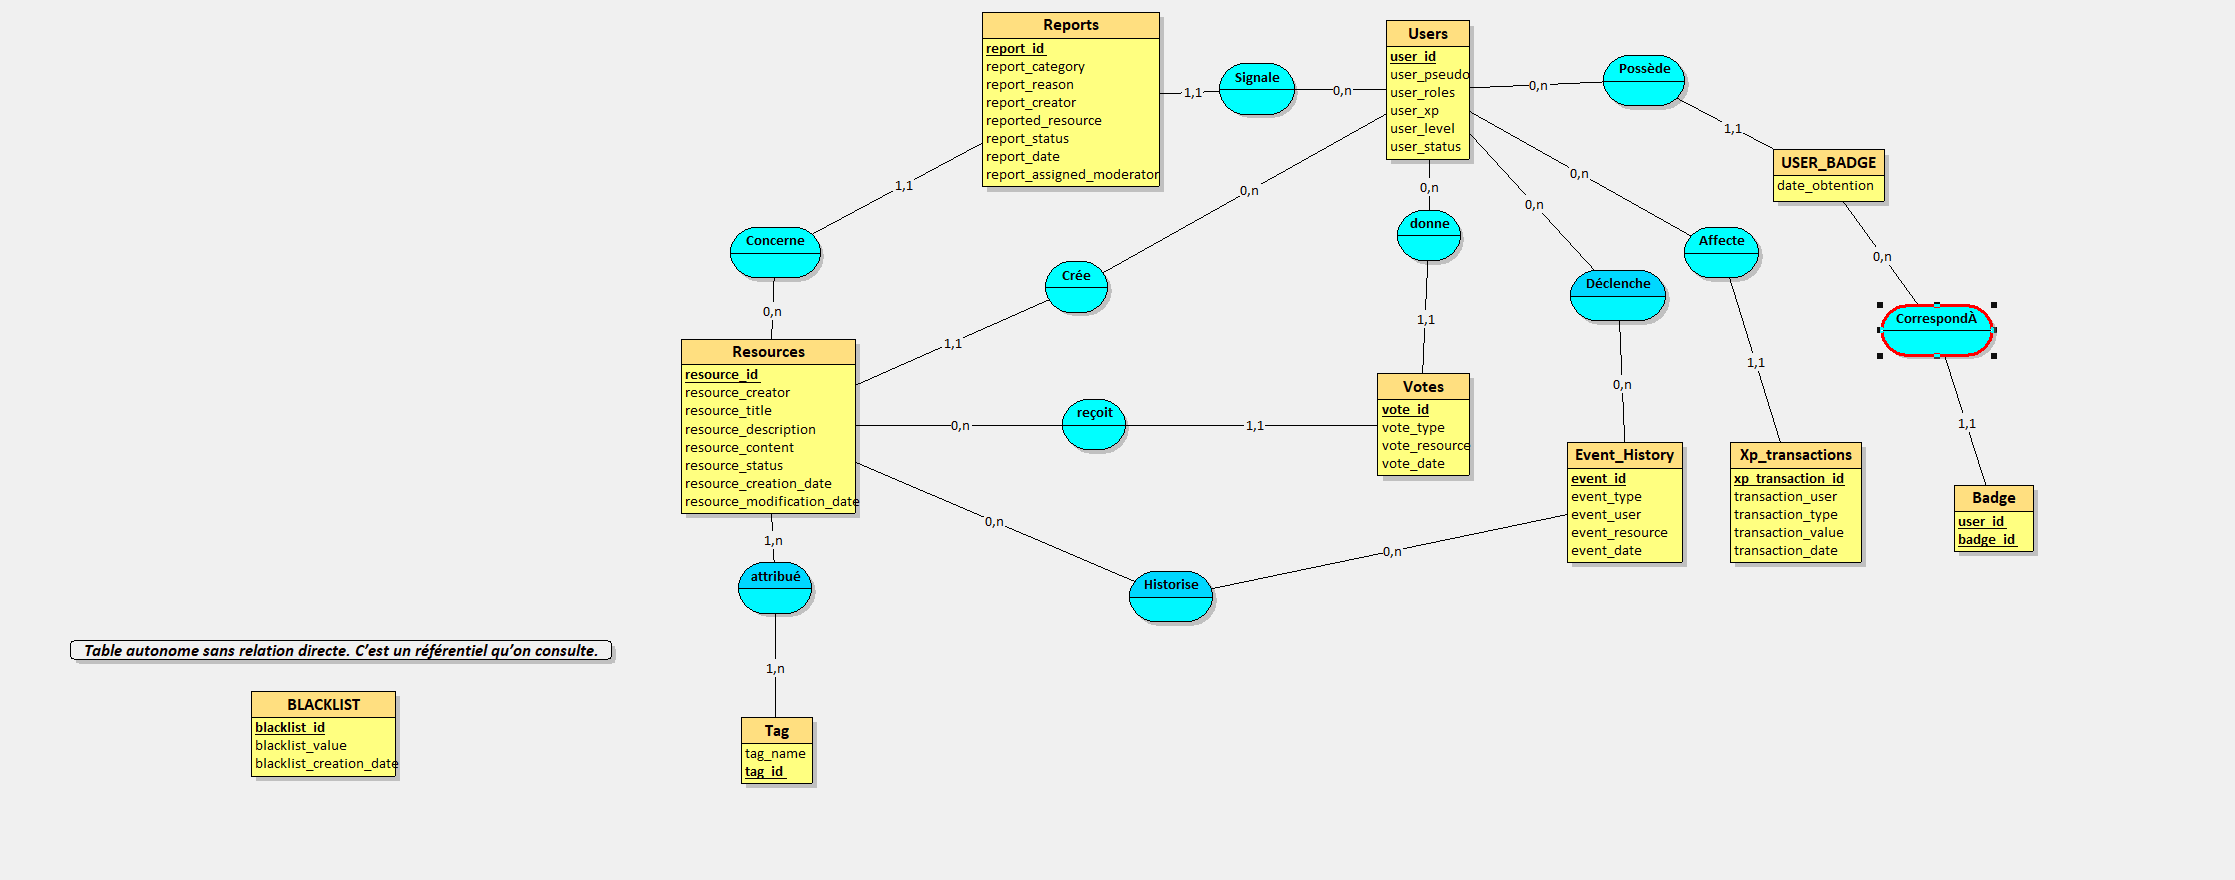 Reports
report_id
report_category
report_reason
report_creator
reported_resource
report_status
report_date
report_assigned_moderator
Users
user_id
user_pseudo
user_roles
user_xp
user_level
user_status
Signale
1,1
0,n
Possède
0,n
1,1
USER_BADGE
date_obtention
0,n
CorrespondÀ
1,1
Badge
user_id
badge_id
1,1
Concerne
0,n
0,n
Crée
1,1
0,n
donne
1,1
0,n
Déclenche
0,n
0,n
Affecte
1,1
Resources
resource_id
resource_creator
resource_title
resource_description
resource_content
resource_status
resource_creation_date
resource_modification_date
0,n
reçoit
1,1
Votes
vote_id
vote_type
vote_resource
vote_date
Event_History
event_id
event_type
event_user
event_resource
event_date
Xp_transactions
xp_transaction_id
transaction_user
transaction_type
transaction_value
transaction_date
0,n
Historise
0,n
1,n
attribué
1,n
Tag
tag_name
tag_id
Table autonome sans relation directe. C’est un référentiel qu’on consulte.
BLACKLIST
blacklist_id
blacklist_value
blacklist_creation_date